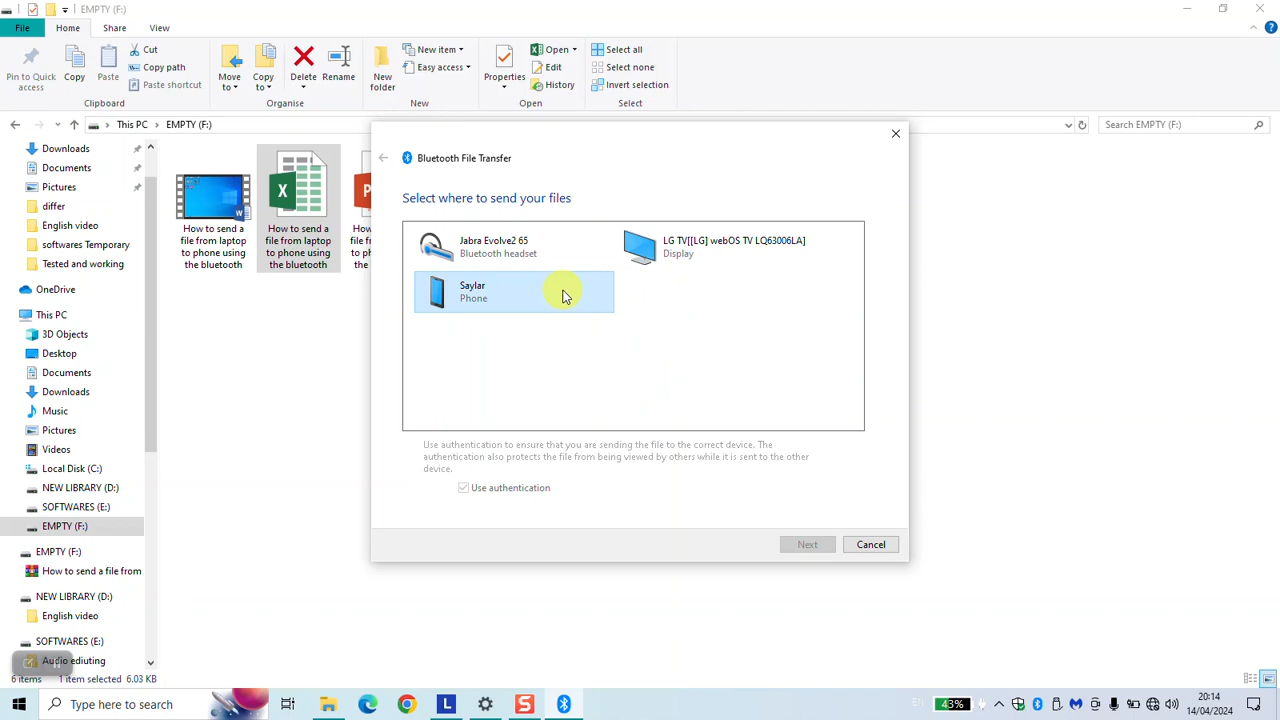 EMPTY (F:)
File
Home
Share
View
Pin to Quick
access
Copy
Paste
Cut
Copy path
Paste shortcut
Clipboard
Move
to
Copy
to
Delete
Rename
Organise
New
folder
New item
Easy access
New
Properties
Open
Edit
History
Open
Select all
Select none
Invert selection
Select
This PC
EMPTY (F:)
Search EMPTY (F:)
Downloads
Documents
Pictures
differ
English video
softwares Temporary
Tested and working
OneDrive
This PC
3D Objects
Desktop
Documents
Downloads
Music
Pictures
Videos
Local Disk (C:)
NEW LIBRARY (D:)
SOFTWARES (E:)
EMPTY (F:)
EMPTY (F:)
How to send a file from
NEW LIBRARY (D:)
English video
SOFTWARES (E:)
Audio ediuting
How to send a
file from laptop
to phone using
the bluetooth
How to send a
file from laptop
to phone using
the bluetooth
Bluetooth File Transfer
Select where to send your files
Jabra Evolve2 65
Bluetooth headset
LG TV[[LG] webOS TV LQ63006LA]
Display
Saylar
Phone
Use authentication to ensure that you are sending the file to the correct device. The
authentication also protects the file from being viewed by others while it is sent to the other
device.
Use authentication
Next
Cancel
6 items
1 item selected
6.03 KB
Type here to search
43%
20:14
14/04/2024